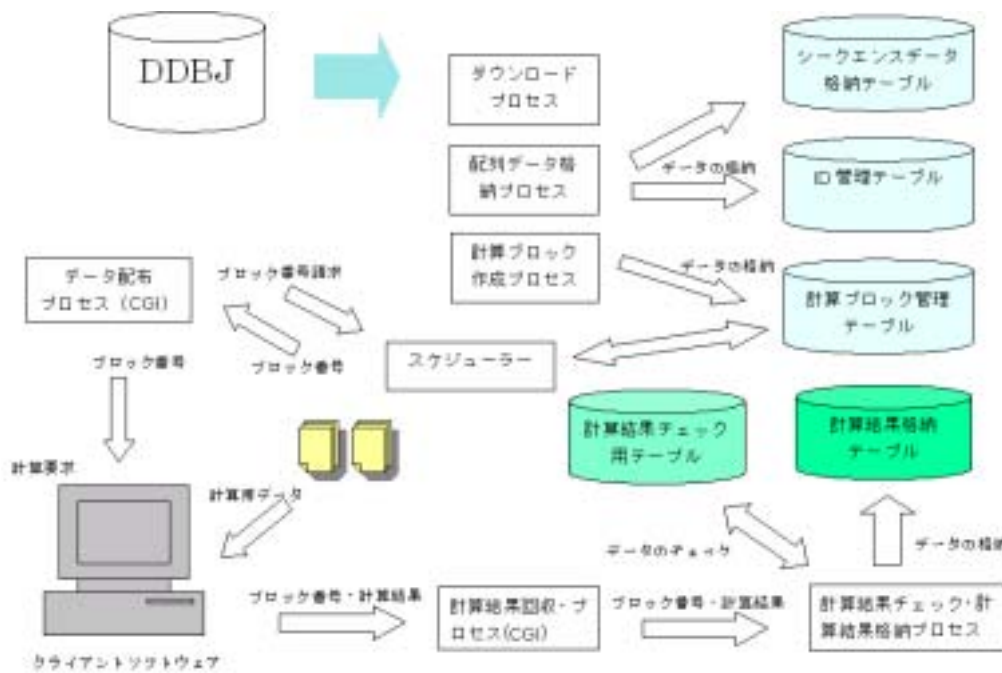 DDBJ
ダウンロード
プロセス
シークエンスデータ
格納テーブル
配列データ格
納プロセス
データの格納
ID 管理テーブル
計算ブロック
作成プロセス
データの格納
計算ブロック管理
テーブル
データ配布
プロセス (CGI)
ブロック番号請求
ブロック番号
スケジューラー
ブロック番号
計算結果チェック
用テーブル
計算結果格納
テーブル
計算要求
計算用データ
データのチェック
データの格納
ブロック番号・計算結果
計算結果回収・プ
ロセス(CGI)
ブロック番号・計算結果
計算結果チェック・計
算結果格納プロセス
クライアントソフトウェア